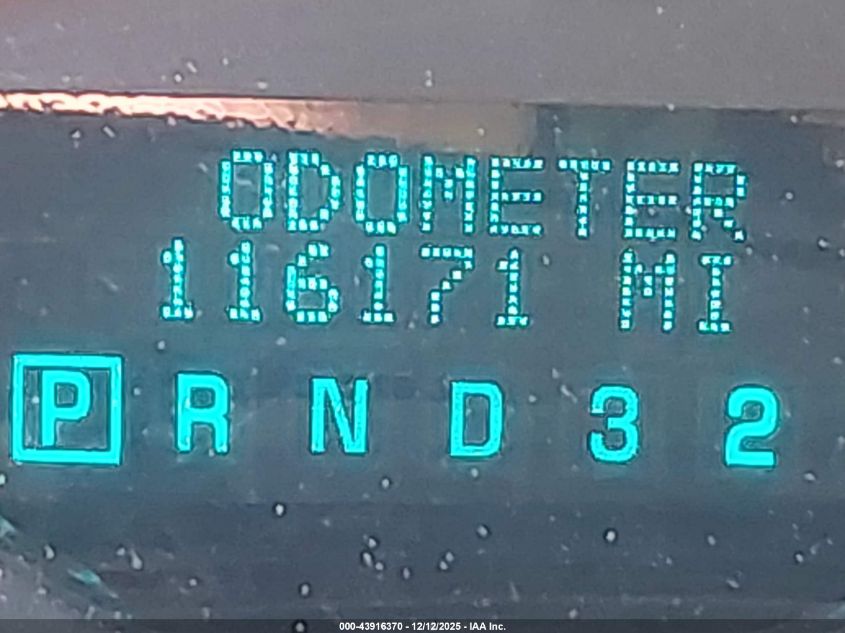 ODOMETER
116171 MI
P R N D 3 2
000-43916370 - 12/12/2025 - IAA Inc.